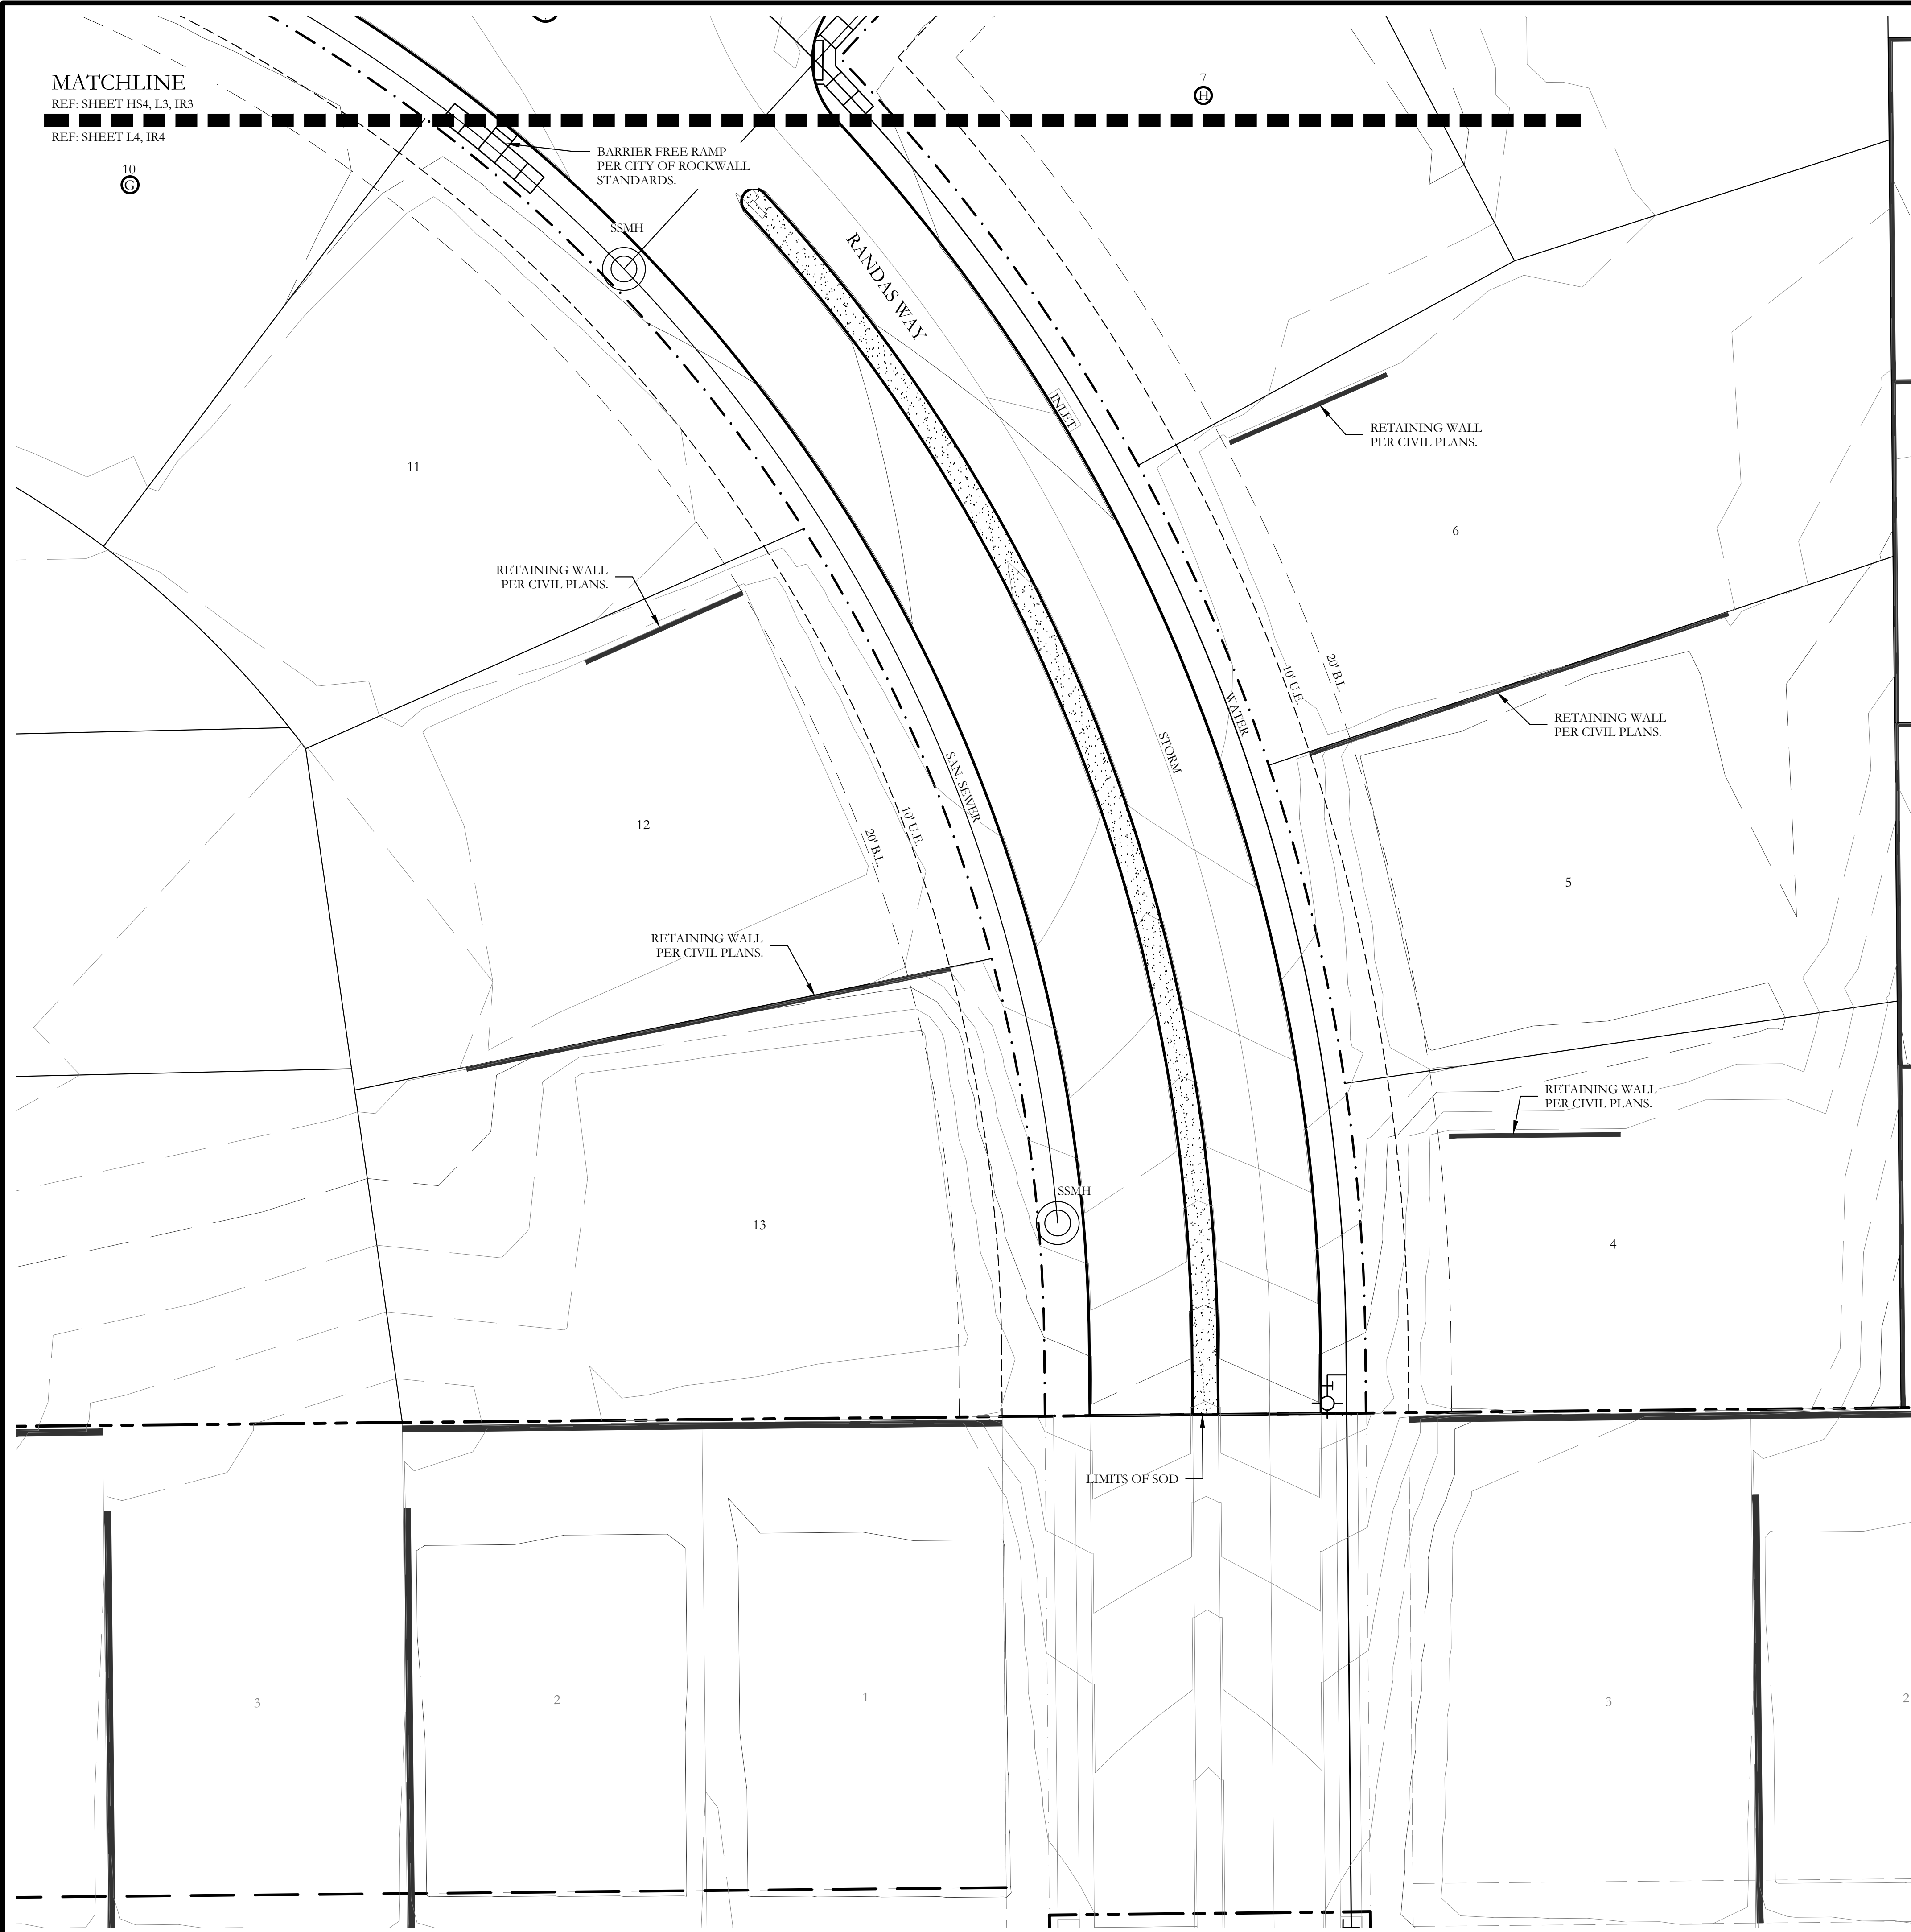 MATCHLINE
REF: SHEET HS4, L3, IR3
REF: SHEET L4, IR4
7
H
10
G
BARRIER FREE RAMP
PER CITY OF ROCKWALL
STANDARDS.
SSMH
RANDAS WAY
INLET
RETAINING WALL
PER CIVIL PLANS.
11
6
RETAINING WALL
PER CIVIL PLANS.
10' U.E.
20' B.L.
WATER
STORM
RETAINING WALL
PER CIVIL PLANS.
SAN. SEWER
10' U.E.
20' B.L.
12
5
RETAINING WALL
PER CIVIL PLANS.
RETAINING WALL
PER CIVIL PLANS.
SSMH
13
4
LIMITS OF SOD
3
2
1
3
2